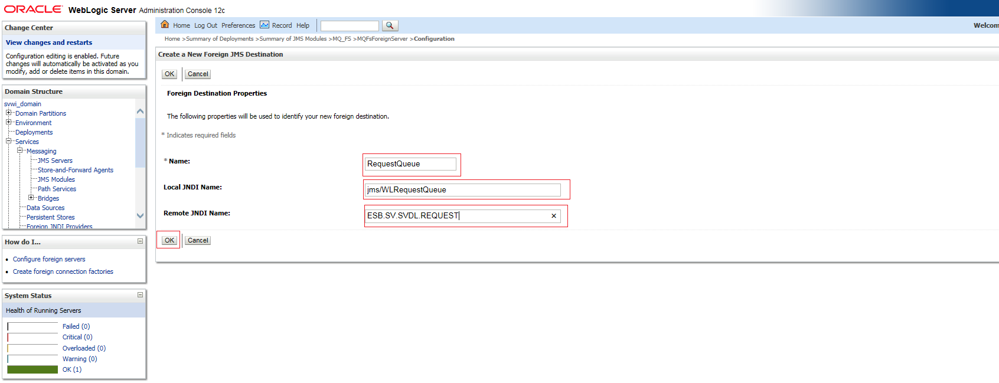 ORACLE WebLogic Server Administration Console 12c
Change Center
View changes and restarts
Configuration editing is enabled. Future
changes will automatically be activated as you
modify, add or delete items in this domain.
Domain Structure
svwi_domain
Domain Partitions
Environment
Deployments
Services
Messaging
JMS Servers
Store-and-Forward Agents
JMS Modules
Path Services
Bridges
Data Sources
Persistent Stores
Foreign JNDI Providers
How do I...
Configure foreign servers
Create foreign connection factories
System Status
Health of Running Servers
Failed (0)
Critical (0)
Overloaded (0)
Warning (0)
OK (1)
Home Log Out Preferences Record Help
Welcom
Home >Summary of Deployments >Summary of JMS Modules >MQ_FS >MQFsForeignServer >Configuration
Create a New Foreign JMS Destination
OK Cancel
Foreign Destination Properties
The following properties will be used to identify your new foreign destination.
* Indicates required fields
* Name: RequestQueue
Local JNDI Name: jms/WLRequestQueue
Remote JNDI Name: ESB.SV.SVDL.REQUEST
OK Cancel